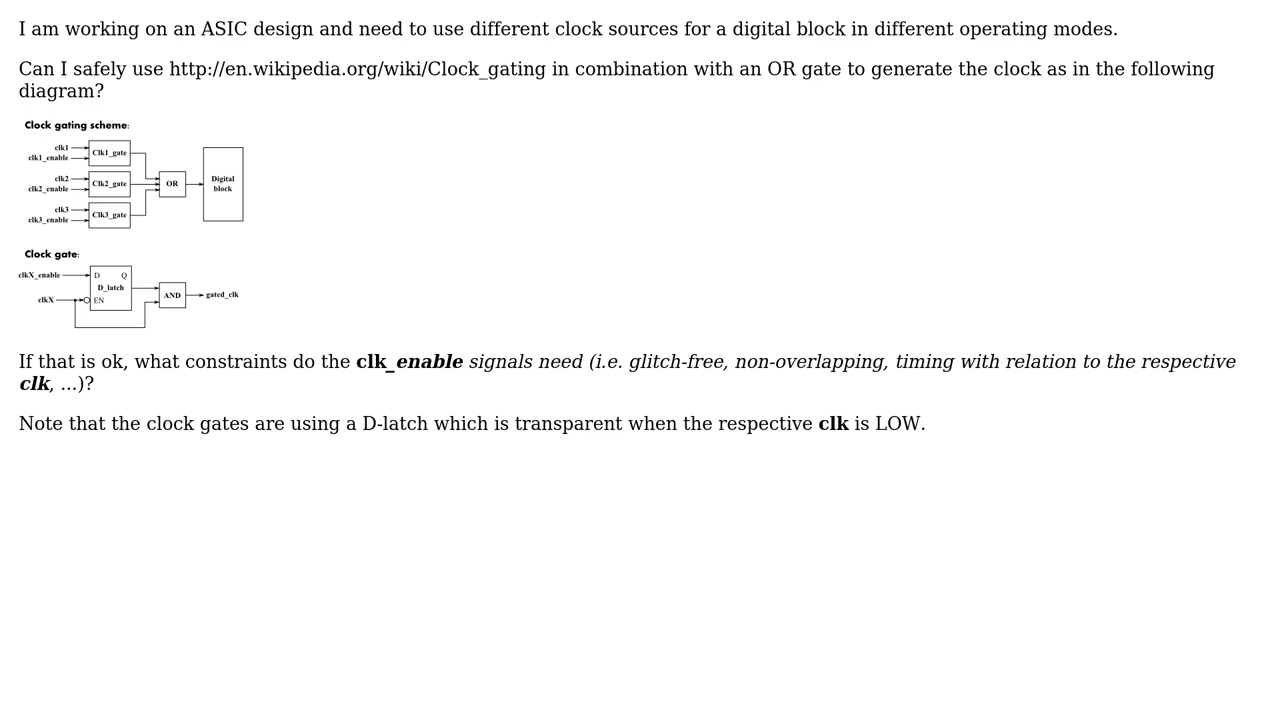 I am working on an ASIC design and need to use different clock sources for a digital block in different operating modes.
Can I safely use http://en.wikipedia.org/wiki/Clock_gating in combination with an OR gate to generate the clock as in the following
diagram?
Clock gating scheme:
clk1
clk1_enable
Clk1_gate
clk2
clk2_enable
Clk2_gate
clk3
clk3_enable
Clk3_gate
OR
Digital
block
Clock gate:
clkX_enable
D Q
D_latch
clkX
EN
AND
gated_clk
If that is ok, what constraints do the clk_enable signals need (i.e. glitch-free, non-overlapping, timing with relation to the respective
clk, ...)?
Note that the clock gates are using a D-latch which is transparent when the respective clk is LOW.